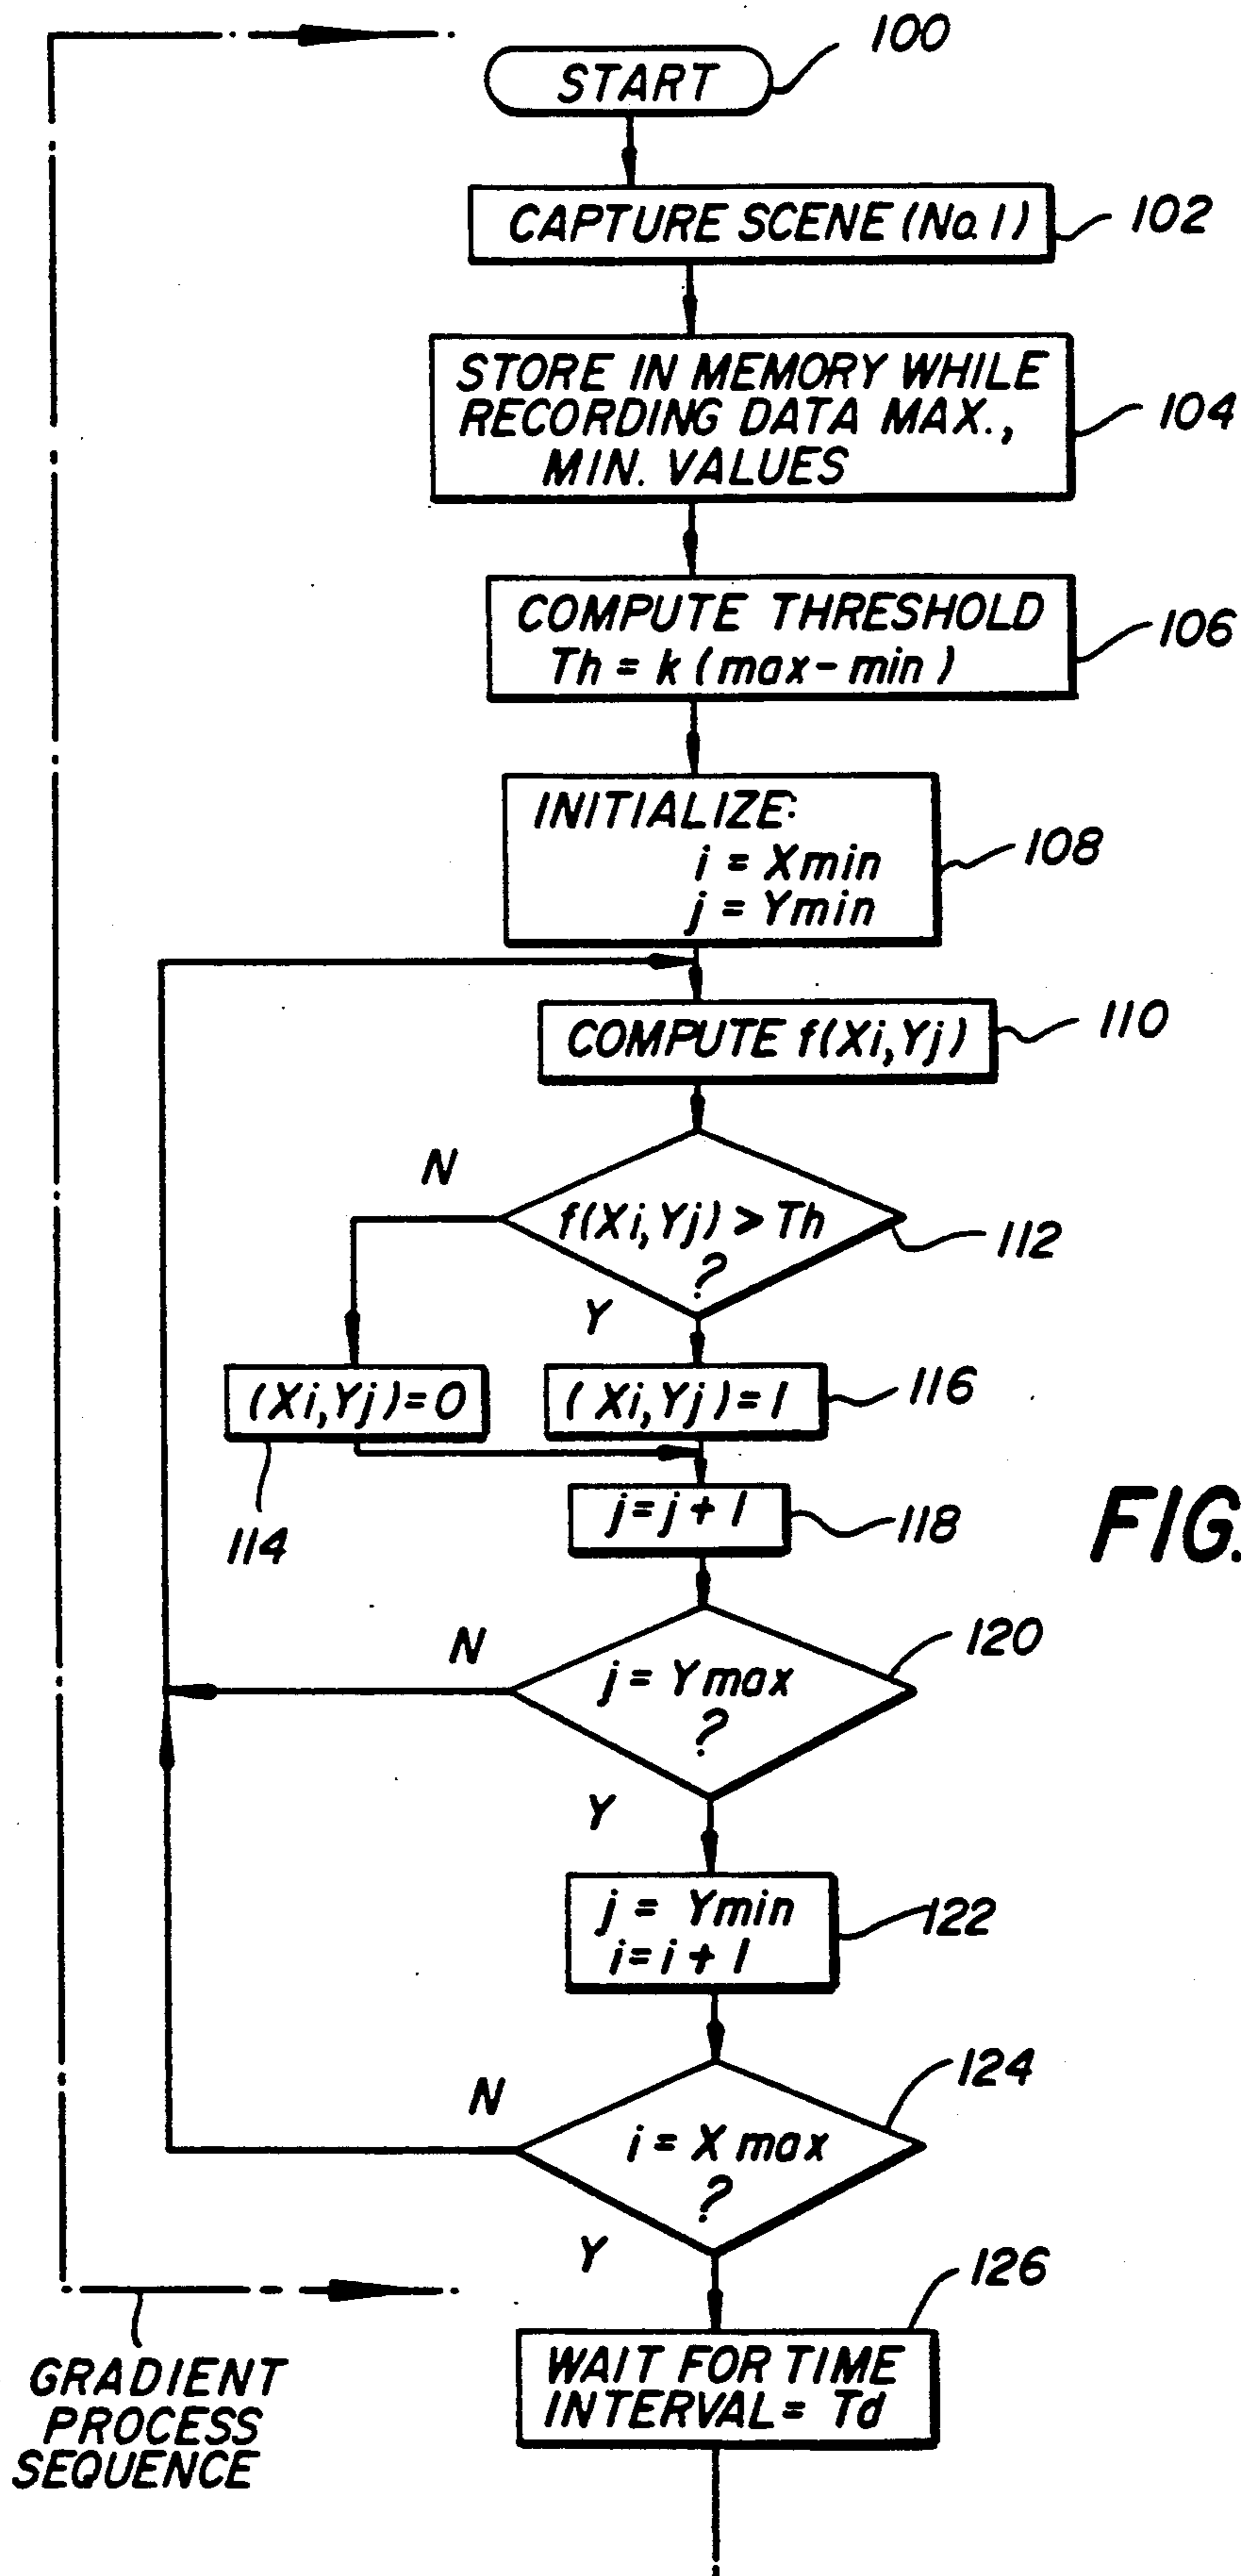 100
START
CAPTURE SCENE (No. 1)
102
STORE IN MEMORY WHILE
RECORDING DATA MAX.,
MIN. VALUES
104
COMPUTE THRESHOLD
Th = k (max - min)
106
INITIALIZE:
i = Xmin
j = Ymin
108
COMPUTE f(Xi,Yj)
110
N
f(Xi,Yj) > Th
?
112
Y
(Xi,Yj)=0
(Xi,Yj)=1
116
114
j=j+1
118
FIG.
N
j = Ymax
?
120
Y
j = Ymin
i=i+1
122
N
i = Xmax
?
124
Y
126
WAIT FOR TIME
INTERVAL = Td
GRADIENT
PROCESS
SEQUENCE